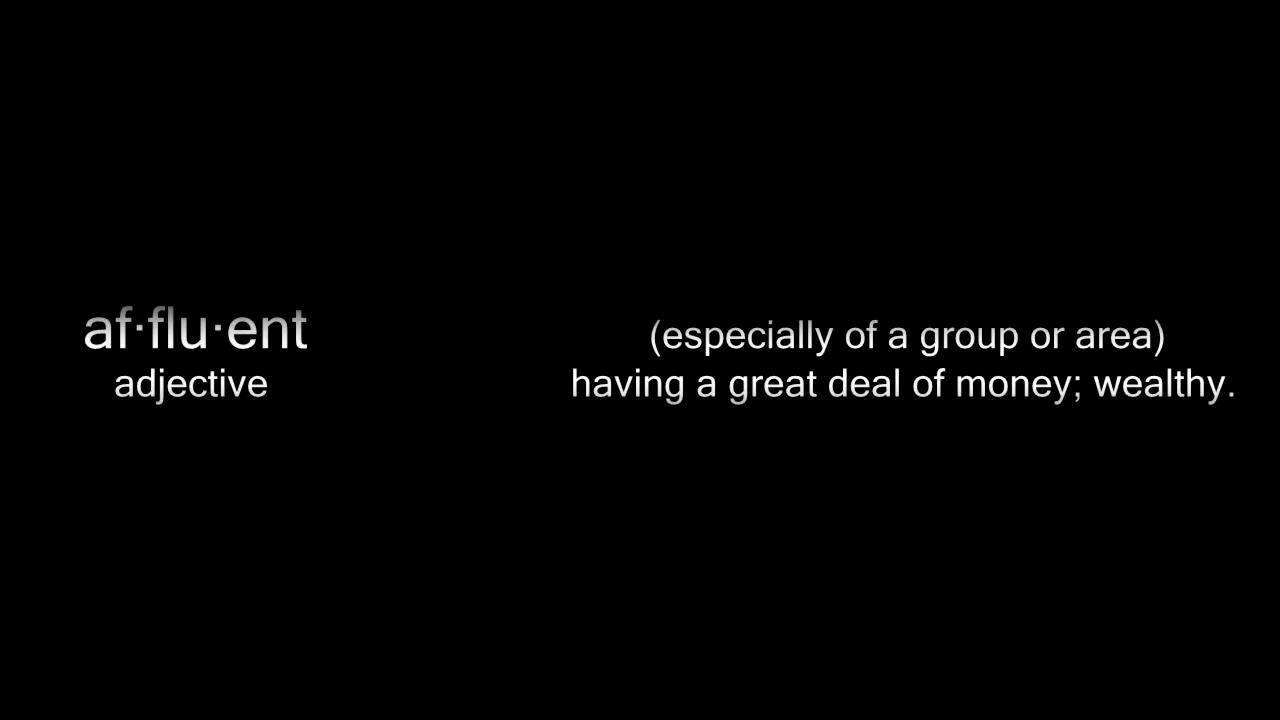 af·flu·ent
adjective
(especially of a group or area)
having a great deal of money; wealthy.